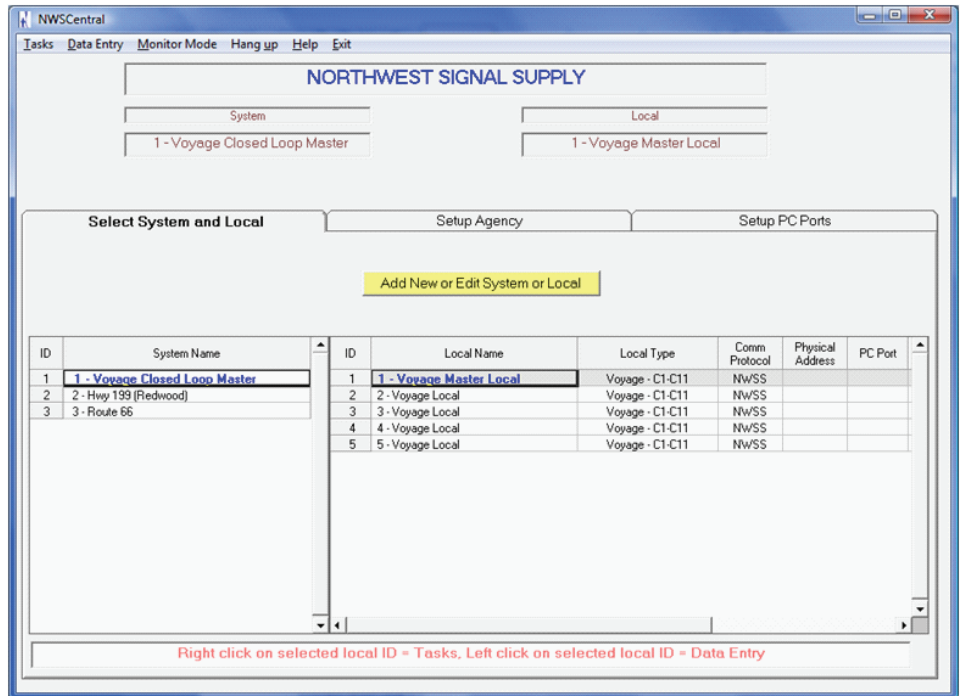 NWSCentral
Tasks Data Entry Monitor Mode Hang up Help Exit
NORTHWEST SIGNAL SUPPLY
System Local
1 - Voyage Closed Loop Master 1 - Voyage Master Local
Select System and Local Setup Agency Setup PC Ports
Add New or Edit System or Local
ID System Name ID Local Name Local Type Comm Protocol Physical Address PC Port
1 1 - Voyage Closed Loop Master 1 1 - Voyage Master Local Voyage - C1-C11 NWSS
2 2 - Hwy 199 (Redwood) 2 2 - Voyage Local Voyage - C1-C11 NWSS
3 3 - Route 66 3 3 - Voyage Local Voyage - C1-C11 NWSS
4 4 - Voyage Local Voyage - C1-C11 NWSS
5 5 - Voyage Local Voyage - C1-C11 NWSS
Right click on selected local ID = Tasks, Left click on selected local ID = Data Entry